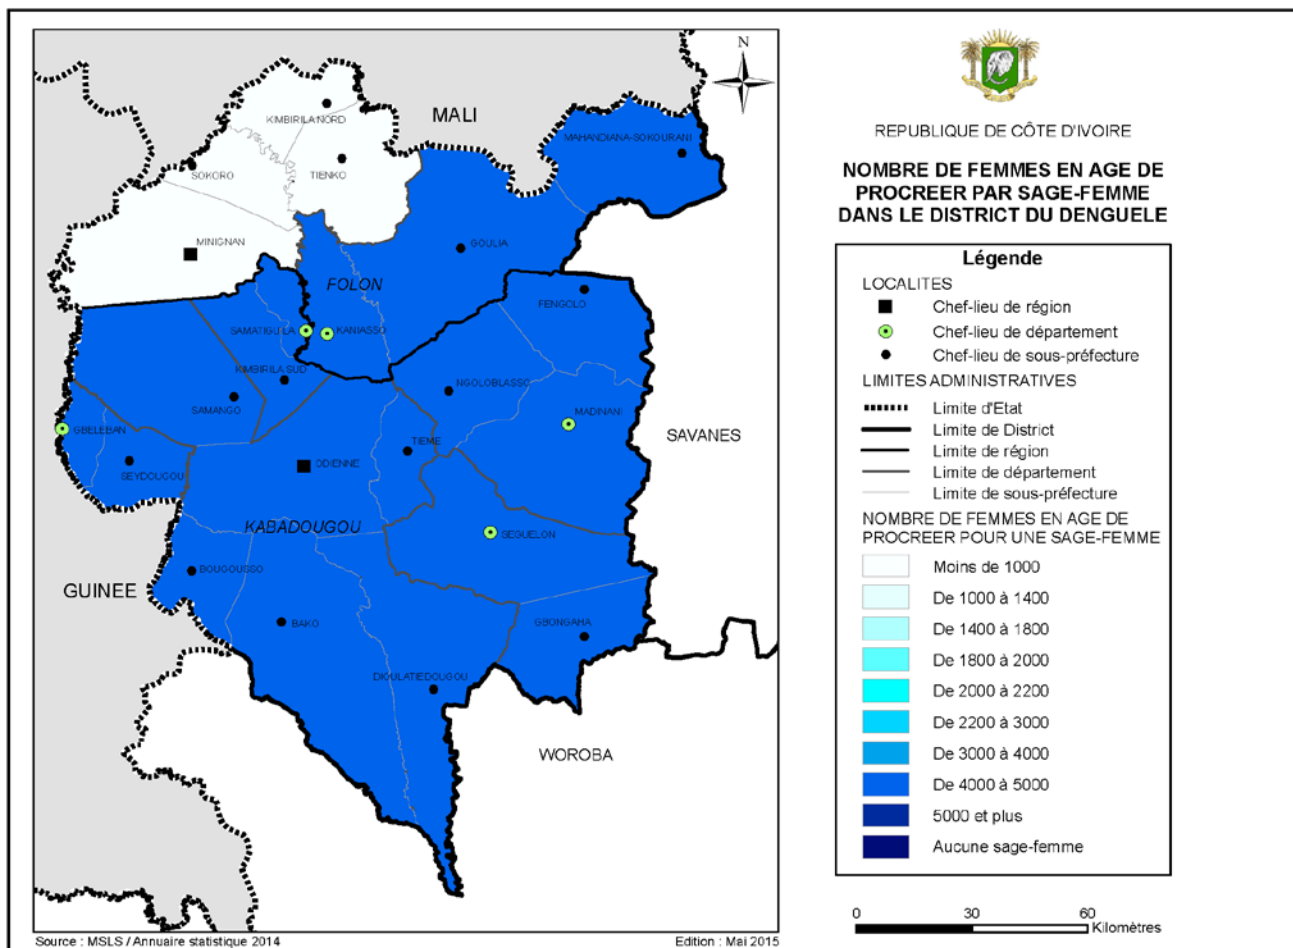 N
MALI
KIMBIRILA NORD
MAHANDIANA-SOKOURANI
SOKORO
TIENKO
MINIGNAN
GOULIA
FOLON
FENGOLO
SAMATIGUILA
KANIASSO
KIMBIRILA SUD
NGOLOBLASSO
SAMANGO
MADINANI
GBELEBAN
SAVANES
TIEME
SEYDOUGOU
ODIENNE
KABADOUGOU
SEGUELON
BOUGOUSSO
GUINEE
BAKO
GBONGAHA
DIOULATIEDOUGOU
WOROBA
Source : MSLS / Annuaire statistique 2014
Edition : Mai 2015
REPUBLIQUE DE CÔTE D'IVOIRE
NOMBRE DE FEMMES EN AGE DE
PROCREER PAR SAGE-FEMME
DANS LE DISTRICT DU DENGUELE
Légende
LOCALITES
Chef-lieu de région
Chef-lieu de département
Chef-lieu de sous-préfecture
LIMITES ADMINISTRATIVES
Limite d'Etat
Limite de District
Limite de région
Limite de département
Limite de sous-préfecture
NOMBRE DE FEMMES EN AGE DE
PROCREER POUR UNE SAGE-FEMME
Moins de 1000
De 1000 à 1400
De 1400 à 1800
De 1800 à 2000
De 2000 à 2200
De 2200 à 3000
De 3000 à 4000
De 4000 à 5000
5000 et plus
Aucune sage-femme
0 30 60
Kilomètres